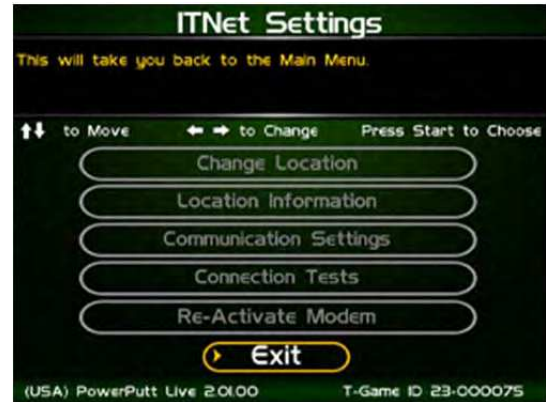 ITNet Settings
This will take you back to the Main Menu.
to Move to Change Press Start to Choose
Change Location
Location Information
Communication Settings
Connection Tests
Re-Activate Modem
Exit
(USA) PowerPutt Live 2.01.00 T-Game ID 23-000075